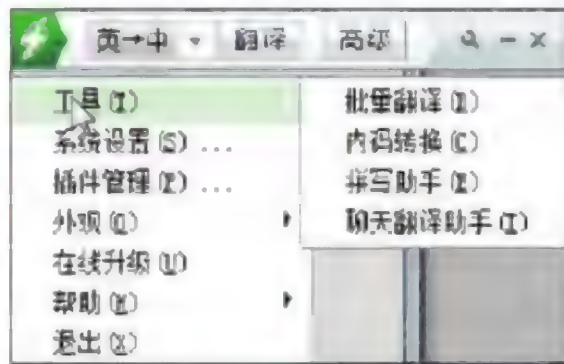 英→中 翻译 高级
工具(T)
系统设置(S)...
插件管理(P)...
外观(Q)
在线升级(U)
帮助(H)
退出(X)
批量翻译(D)
内码转换(C)
拼写助手(E)
聊天翻译助手(T)